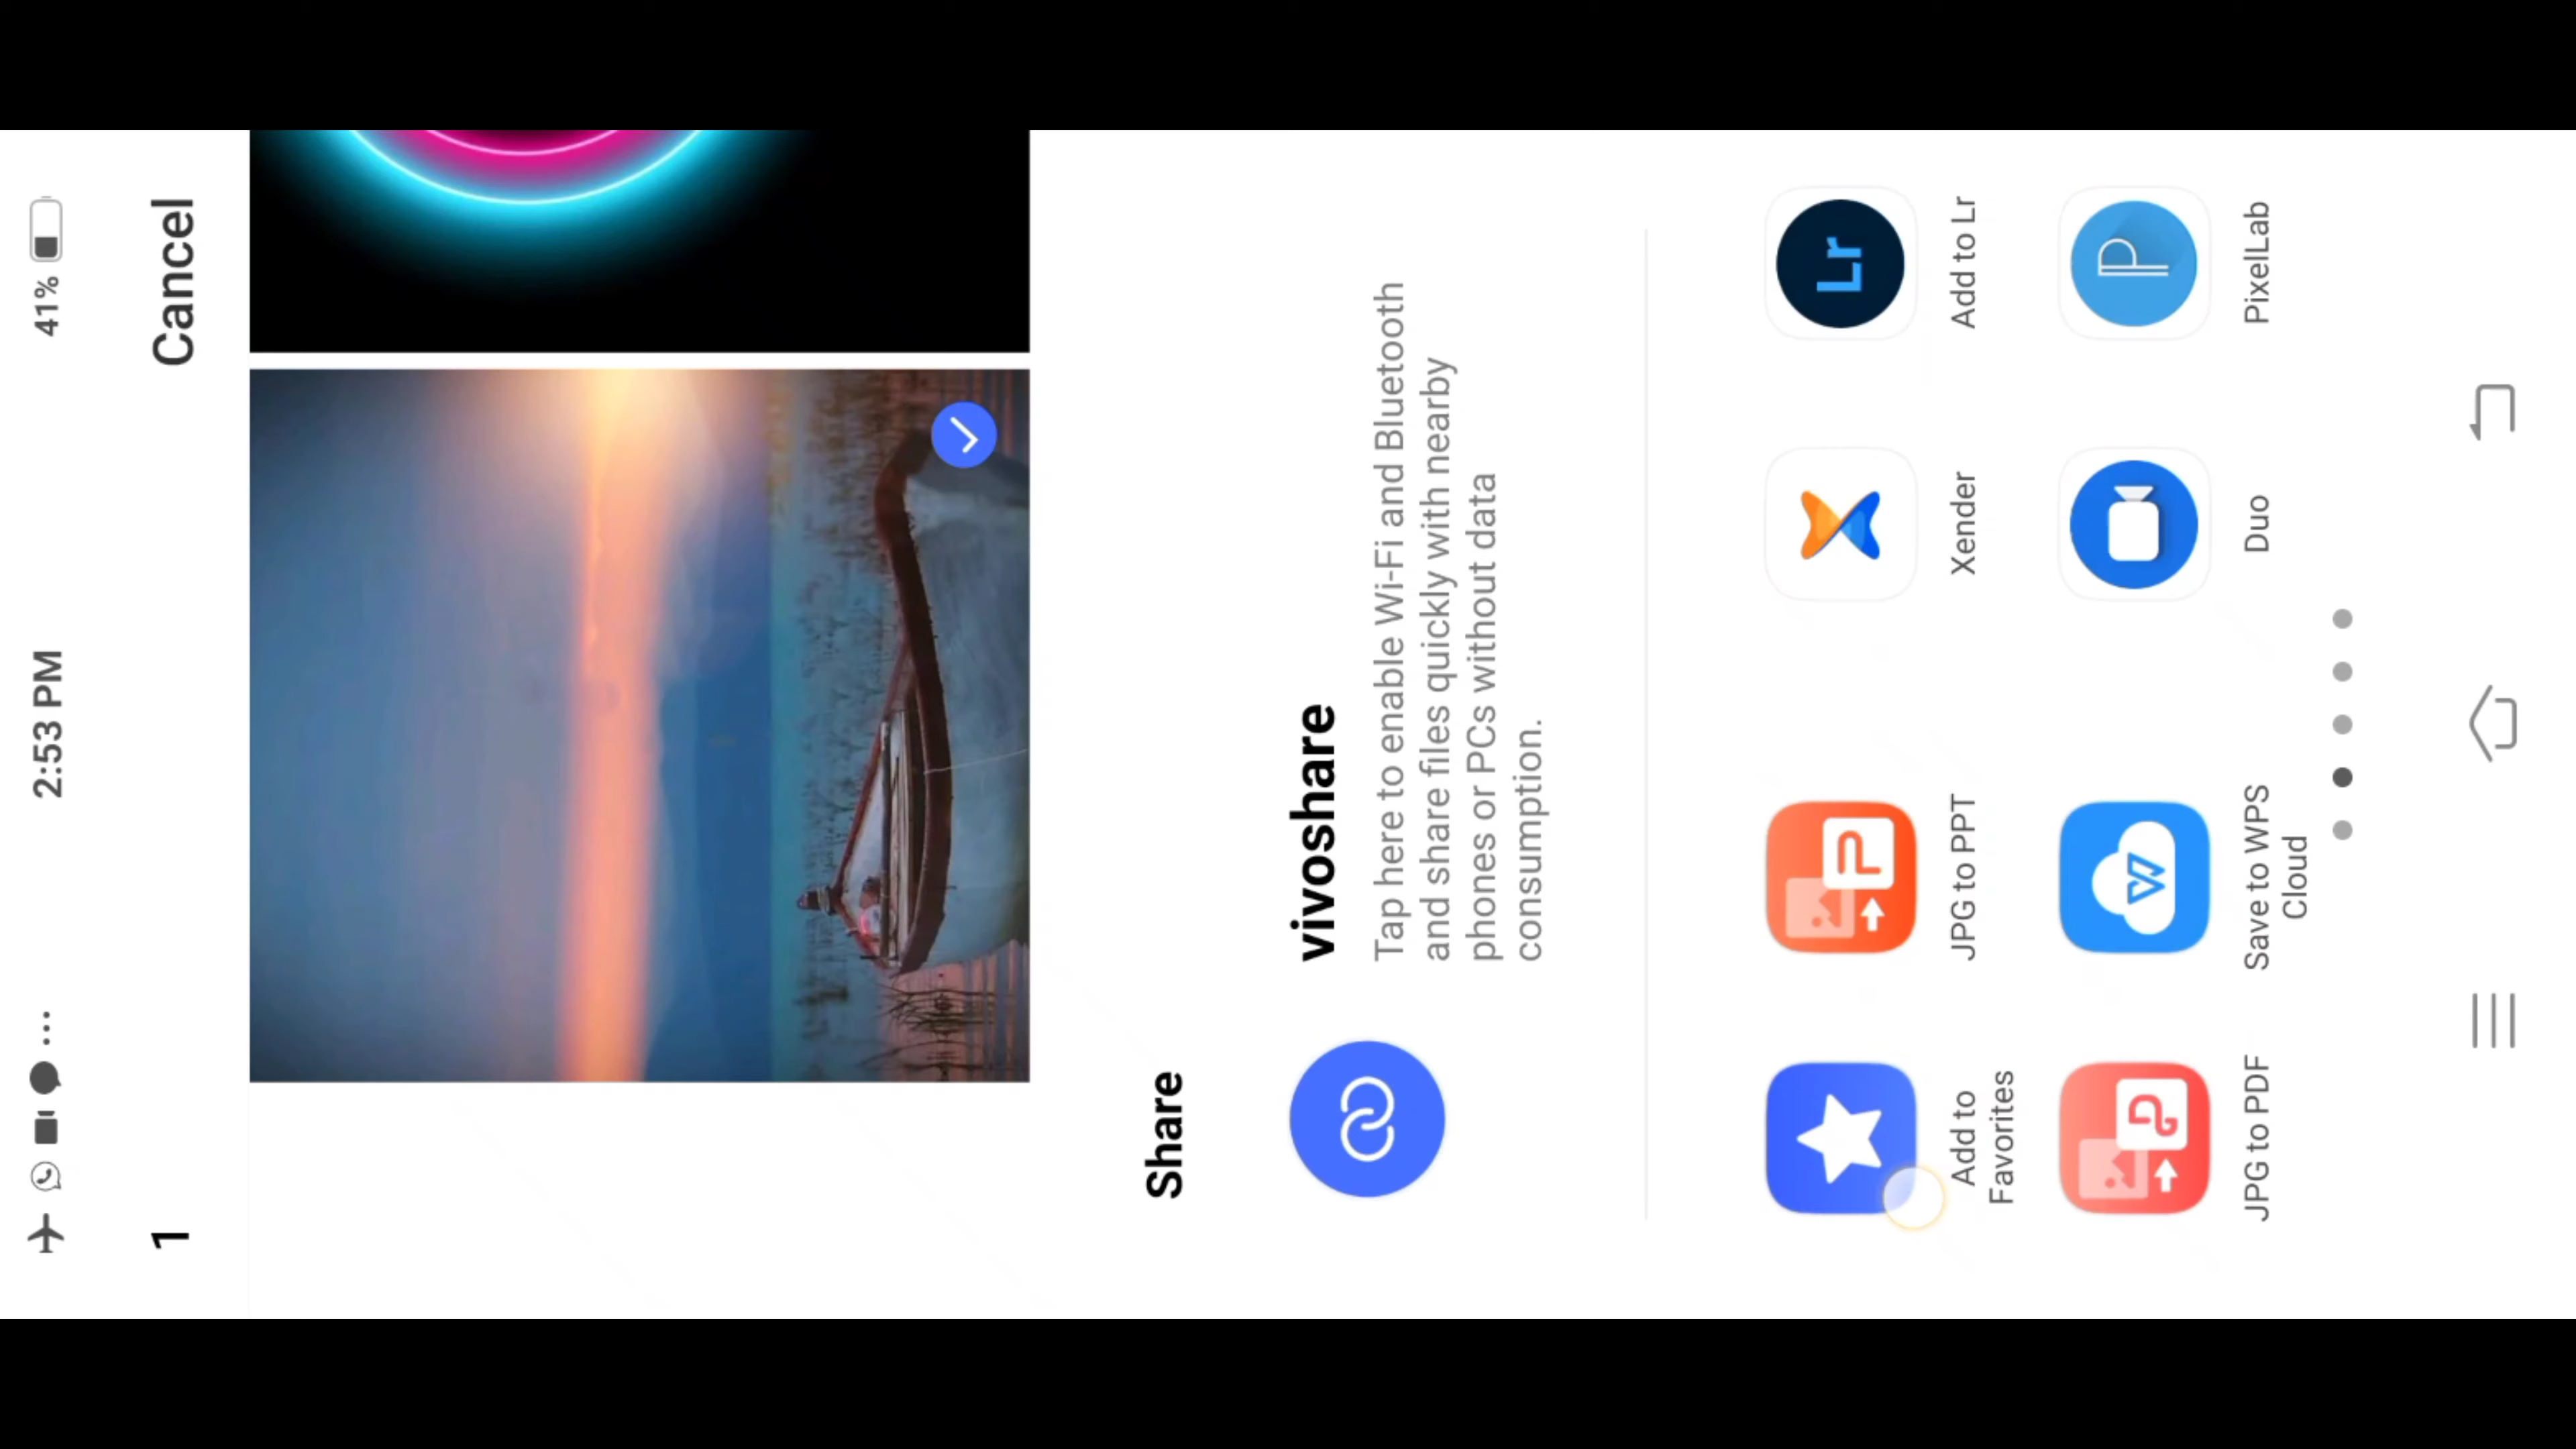 2:53 PM
41%
1
Cancel
Share
vivoshare
Tap here to enable Wi-Fi and Bluetooth
and share files quickly with nearby
phones or PCs without data
consumption.
Add to
Favorites
JPG to PPT
Xender
Lr
Add to Lr
JPG to PDF
Save to WPS
Cloud
Duo
PixelLab